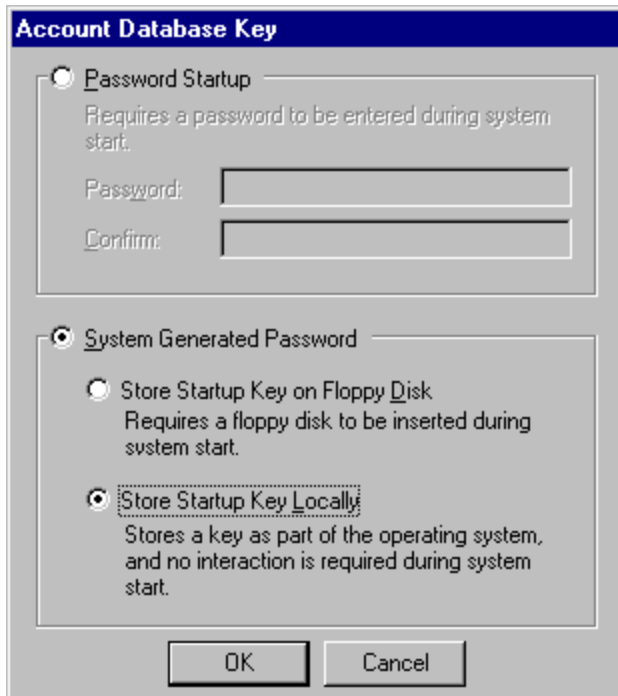 Account Database Key
Password Startup
Requires a password to be entered during system
start.
Password:
Confirm:
System Generated Password
Store Startup Key on Floppy Disk
Requires a floppy disk to be inserted during
system start.
Store Startup Key Locally
Stores a key as part of the operating system,
and no interaction is required during system
start.
OK
Cancel